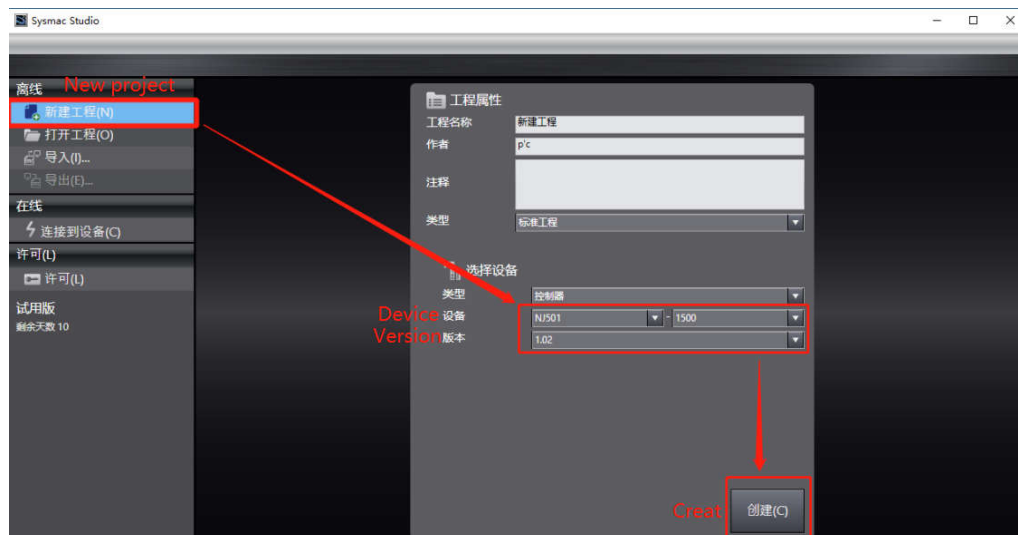 Sysmac Studio
离线
New project
新建工程(N)
打开工程(O)
导入(I)...
导出(E)...
在线
连接到设备(C)
许可(L)
许可(L)
试用版
剩余天数 10
工程属性
工程名称 新建工程
作者 p'c
注释
类型 标准工程
选择设备
类型 控制器
Device 设备 NJ501 - 1500
Version 版本 1.02
Creat 创建(C)